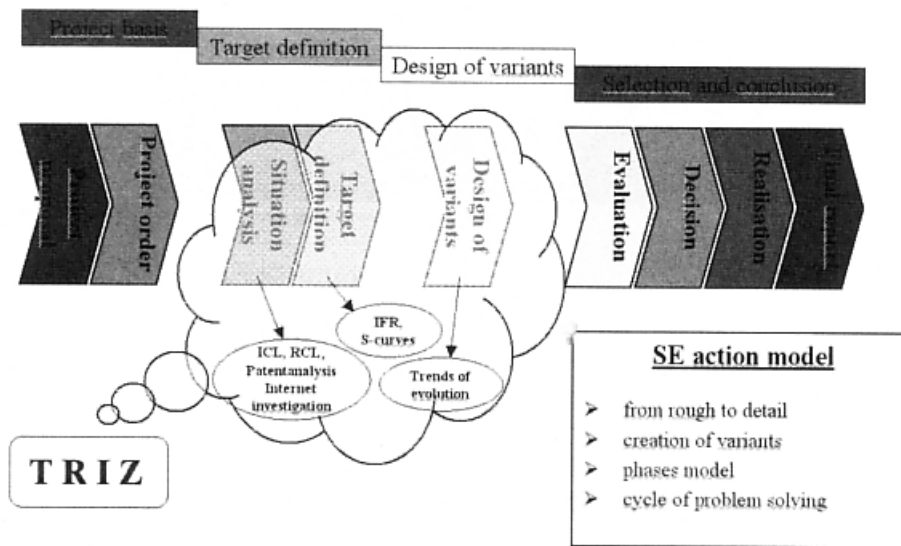 Project basis
Target definition
Design of variants
Selection and conclusion
Project
Project order
Situation
analysis
Target
definition
Design of
variants
Evaluation
Decision
Realisation
IFR,
S-curves
ICL, RCL,
Patentanalysis
Internet
investigation
Trends of
evolution
TRIZ
SE action model
➢ from rough to detail
➢ creation of variants
➢ phases model
➢ cycle of problem solving